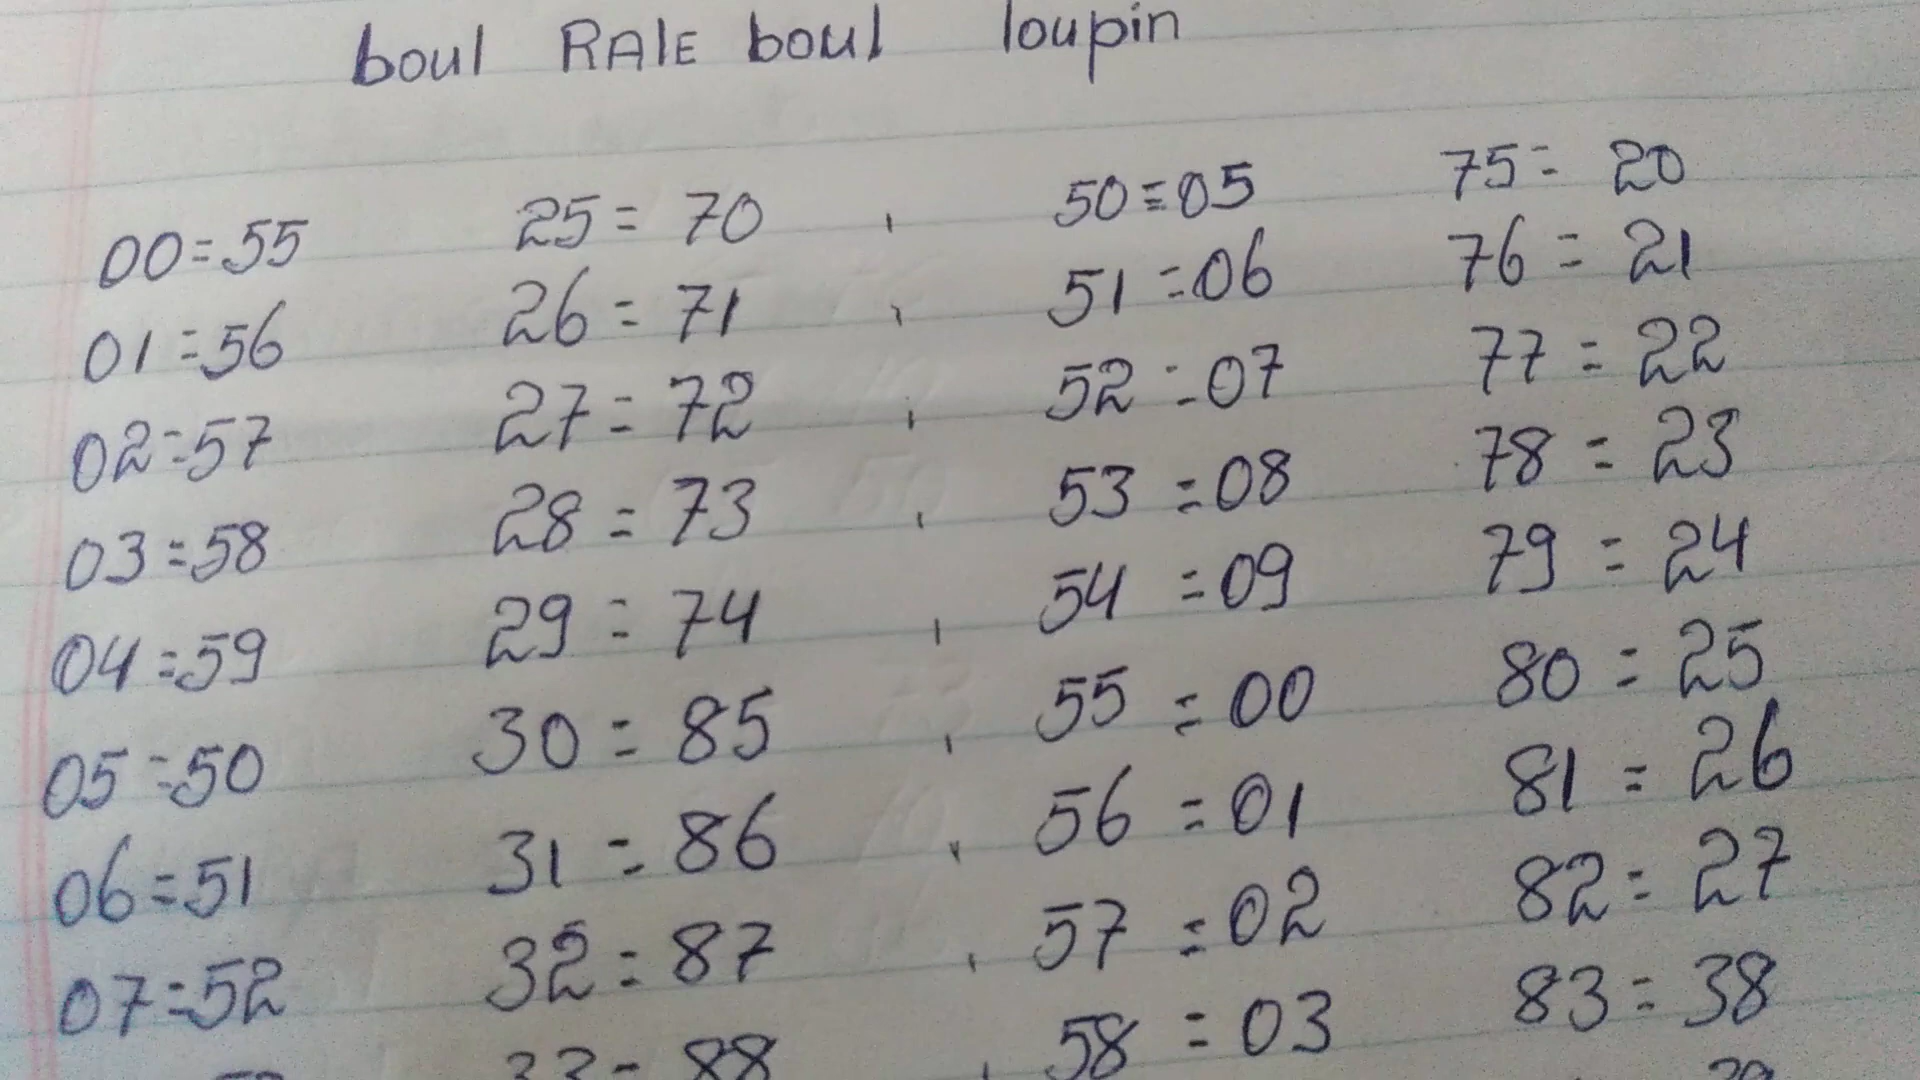 boul RALE boul loupin
00=55 25=70 50=05 75=20
01=56 26=71 51=06 76=21
02=57 27=72 52=07 77=22
03=58 28=73 53=08 78=23
04=59 29=74 54=09 79=24
05=50 30=85 55=00 80=25
06=51 31=86 56=01 81=26
07=52 32=87 57=02 82=27
33=88 58=03 83=38